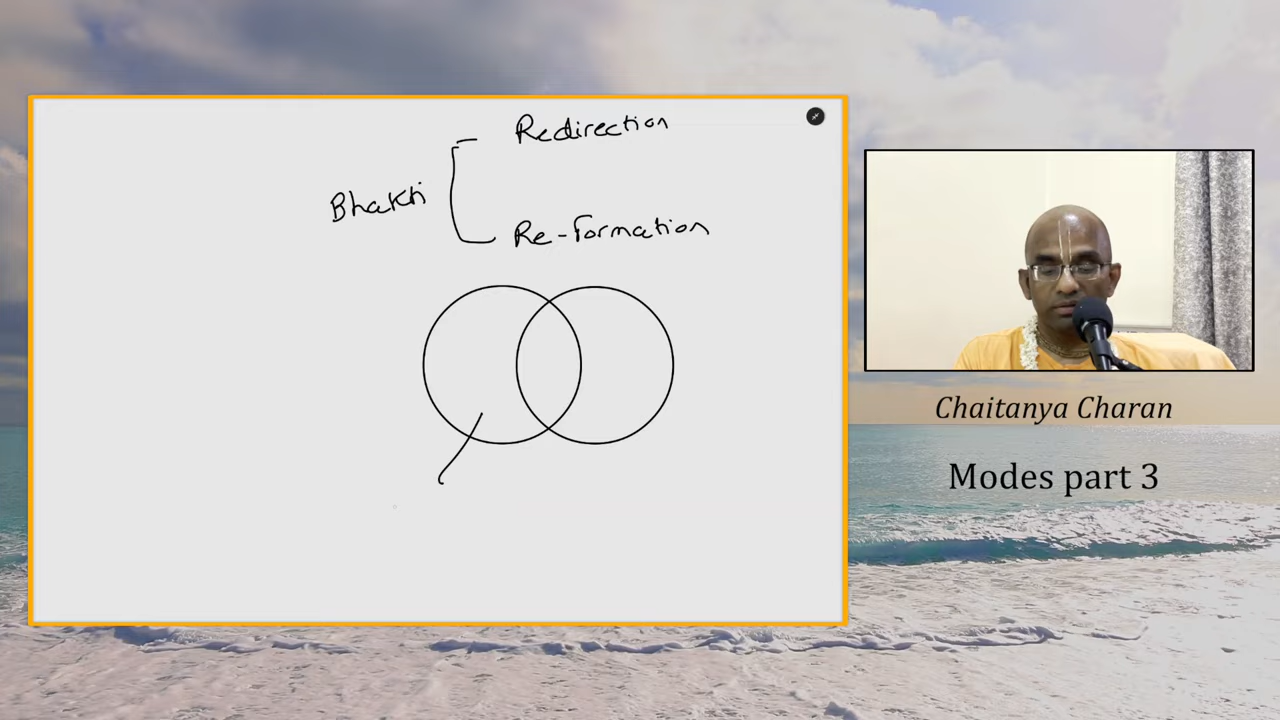 Redirection
Bhakti
Re-formation
Chaitanya Charan
Modes part 3